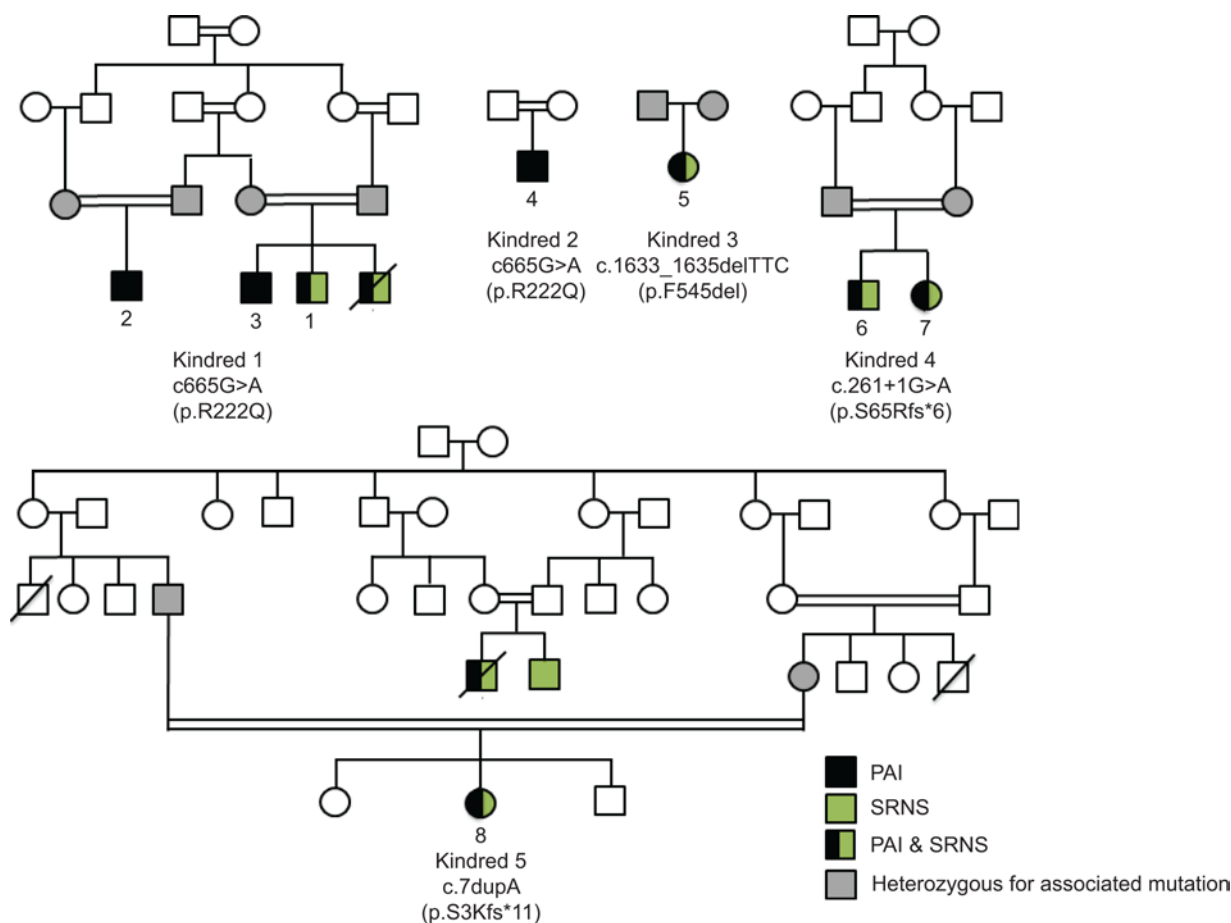 4
5
Kindred 2
c665G>A
(p.R222Q)
Kindred 3
c.1633_1635delTTC
(p.F545del)
2
3
1
Kindred 1
c665G>A
(p.R222Q)
6
7
Kindred 4
c.261+1G>A
(p.S65Rfs*6)
8
Kindred 5
c.7dupA
(p.S3Kfs*11)
PAI
SRNS
PAI & SRNS
Heterozygous for associated mutation